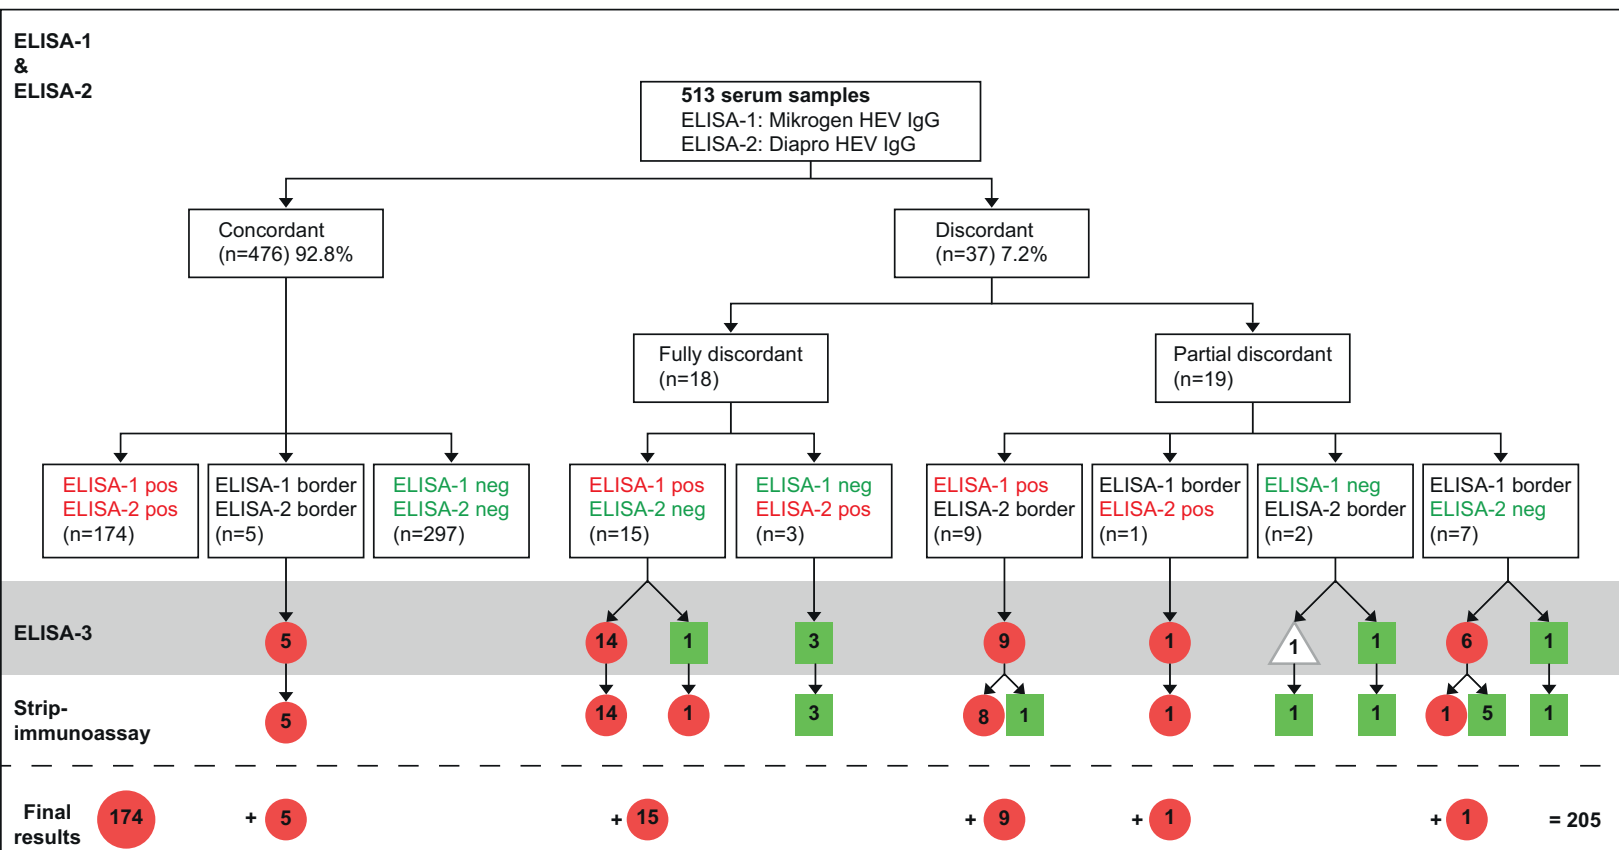 ELISA-1
&
ELISA-2
513 serum samples
ELISA-1: Mikrogen HEV IgG
ELISA-2: Diapro HEV IgG
Concordant
(n=476) 92.8%
Discordant
(n=37) 7.2%
Fully discordant
(n=18)
Partial discordant
(n=19)
ELISA-1 pos
ELISA-2 pos
(n=174)
ELISA-1 border
ELISA-2 border
(n=5)
ELISA-1 neg
ELISA-2 neg
(n=297)
ELISA-1 pos
ELISA-2 neg
(n=15)
ELISA-1 neg
ELISA-2 pos
(n=3)
ELISA-1 pos
ELISA-2 border
(n=9)
ELISA-1 border
ELISA-2 pos
(n=1)
ELISA-1 neg
ELISA-2 border
(n=2)
ELISA-1 border
ELISA-2 neg
(n=7)
ELISA-3
5 14 1 3 9 1 1 1 6 1
Strip-
immunoassay
5 14 1 3 8 1 1 1 1 1 5 1
Final
results
174 + 5 + 15 + 9 + 1 + 1 = 205